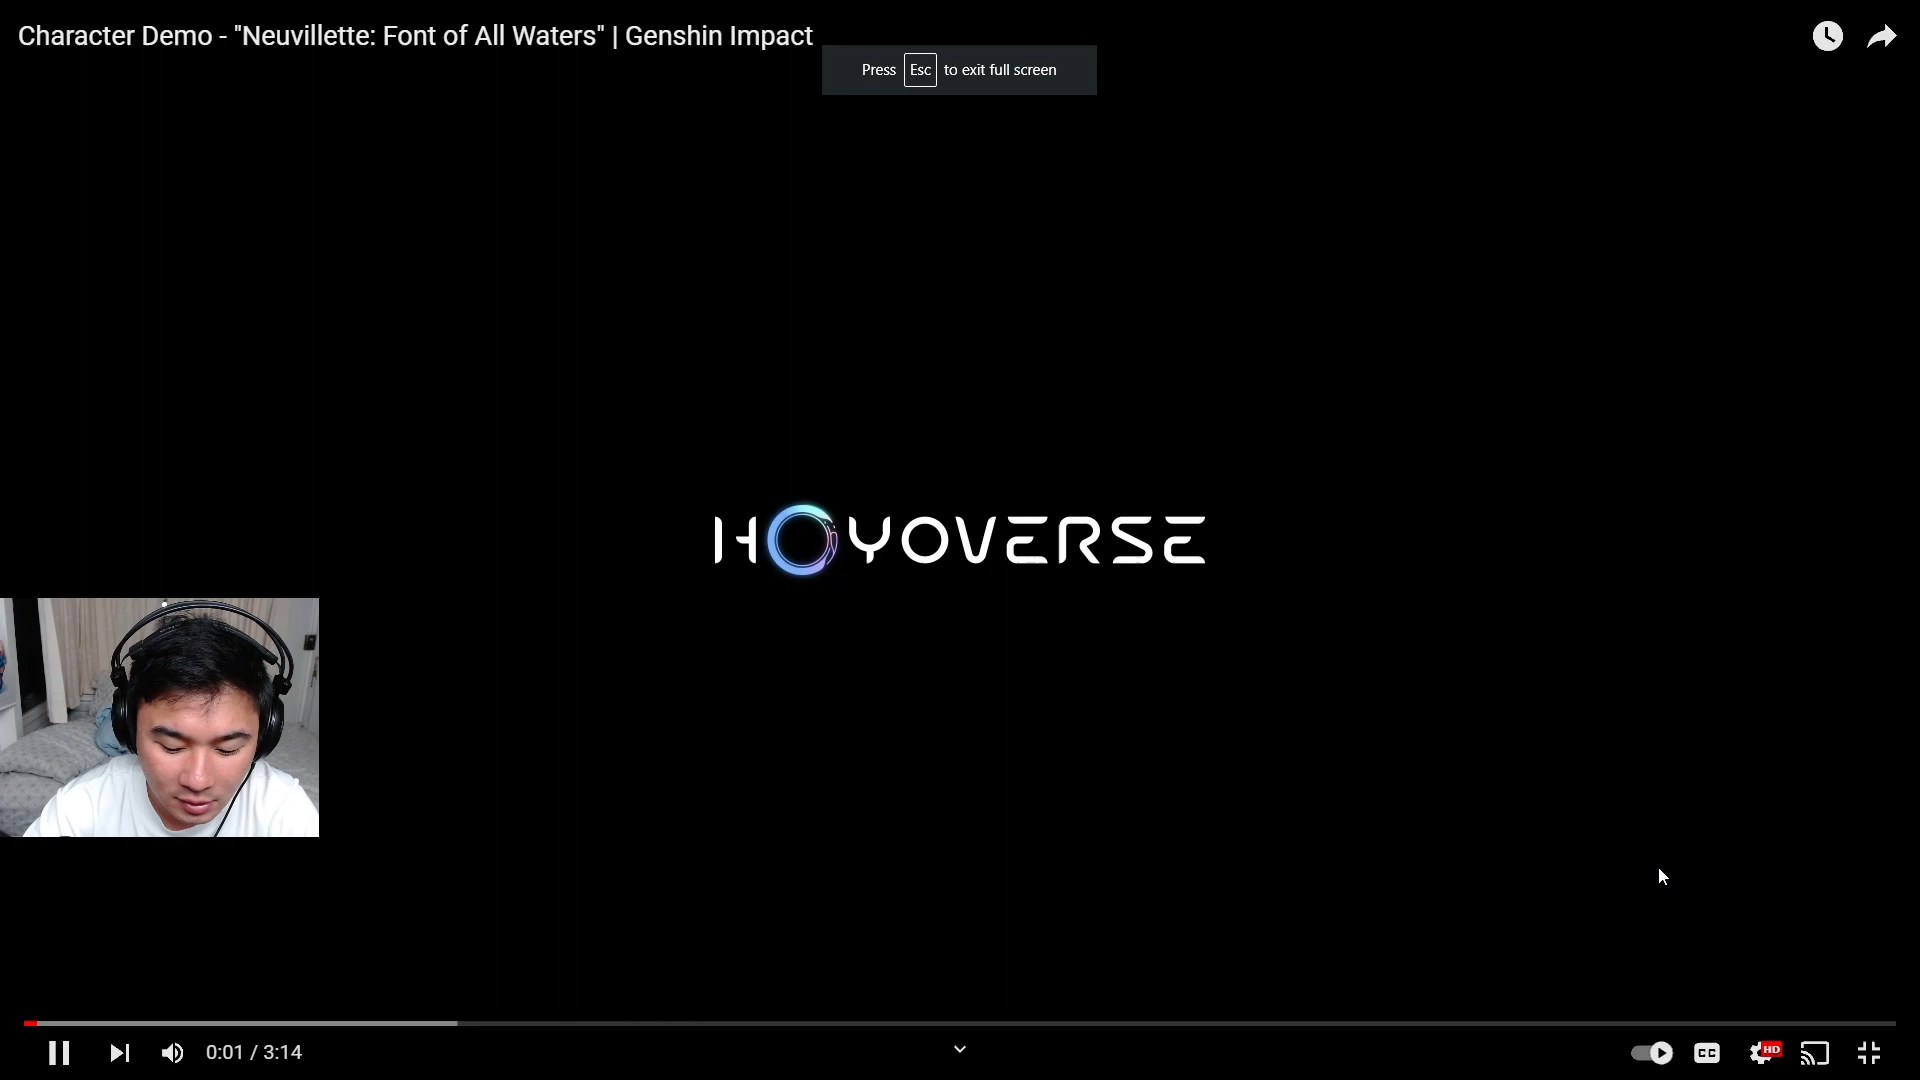 Character Demo - "Neuvillette: Font of All Waters" | Genshin Impact
Press Esc to exit full screen
HOYOVERSE
0:01 / 3:14
CC
HD